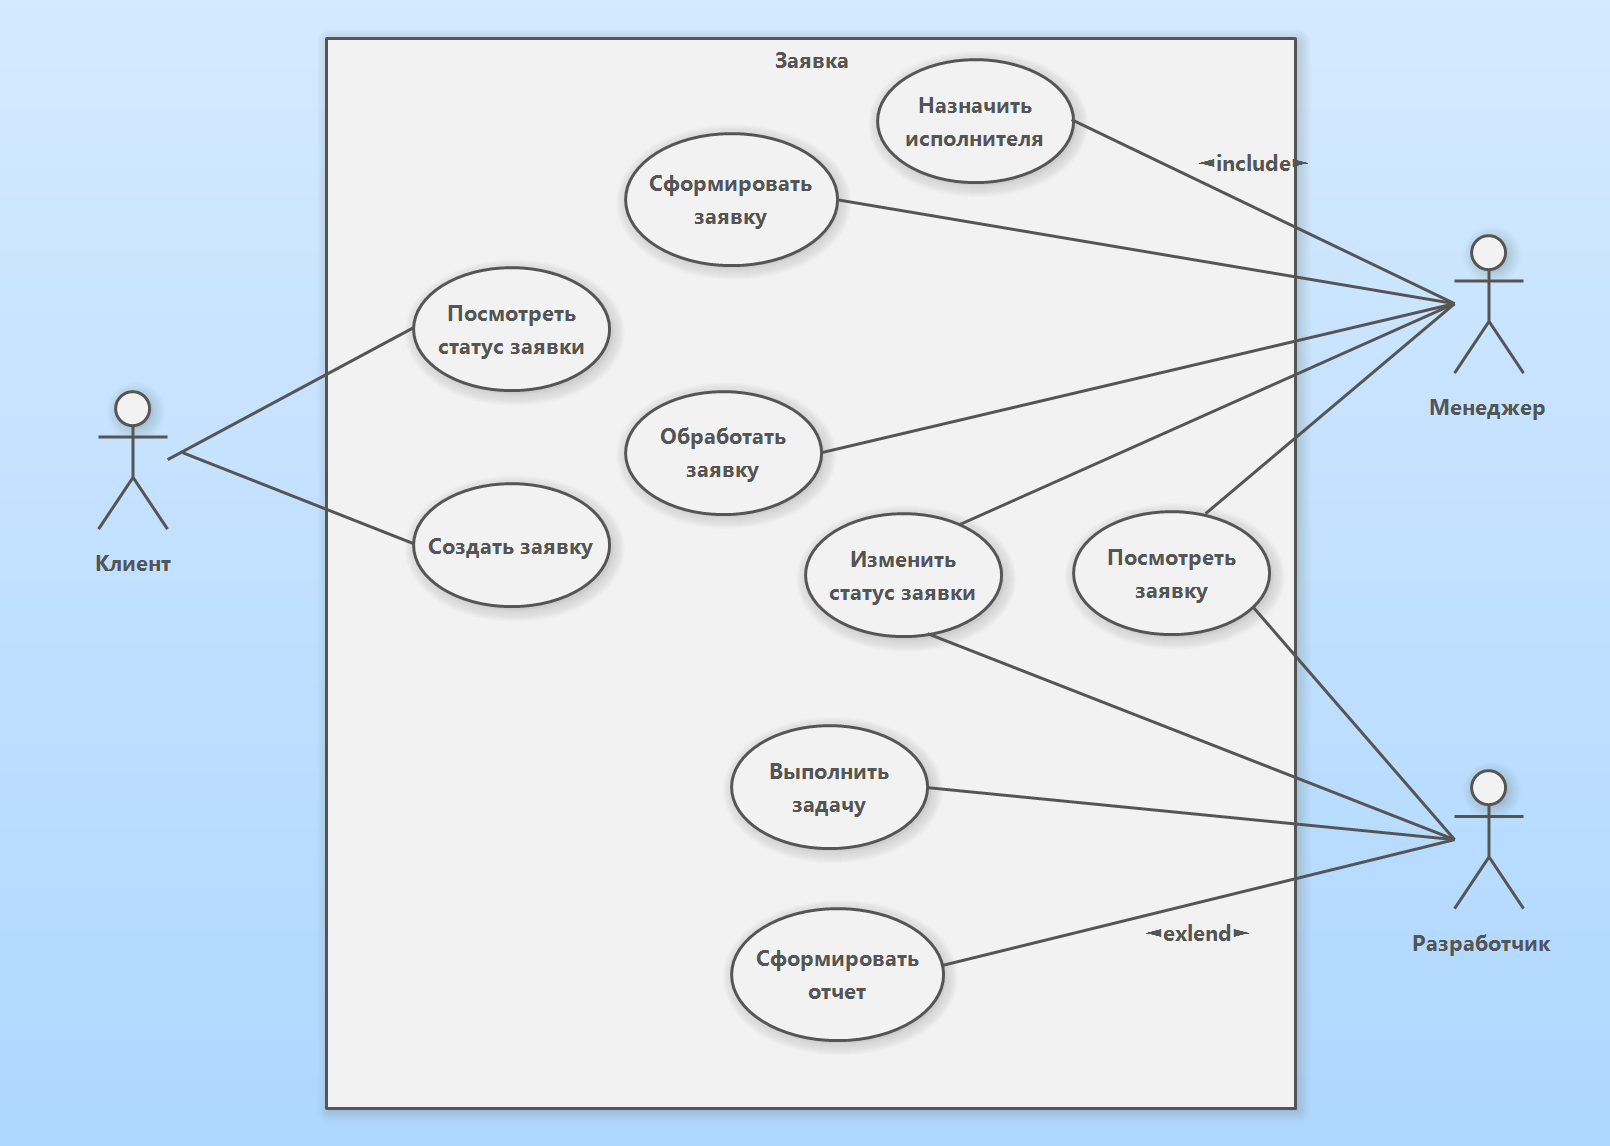 Заявка
Назначить
исполнителя
◄include►
Сформировать
заявку
Посмотреть
статус заявки
Менеджер
Обработать
заявку
Клиент
Создать заявку
Изменить
статус заявки
Посмотреть
заявку
Выполнить
задачу
◄exlend►
Разработчик
Сформировать
отчет